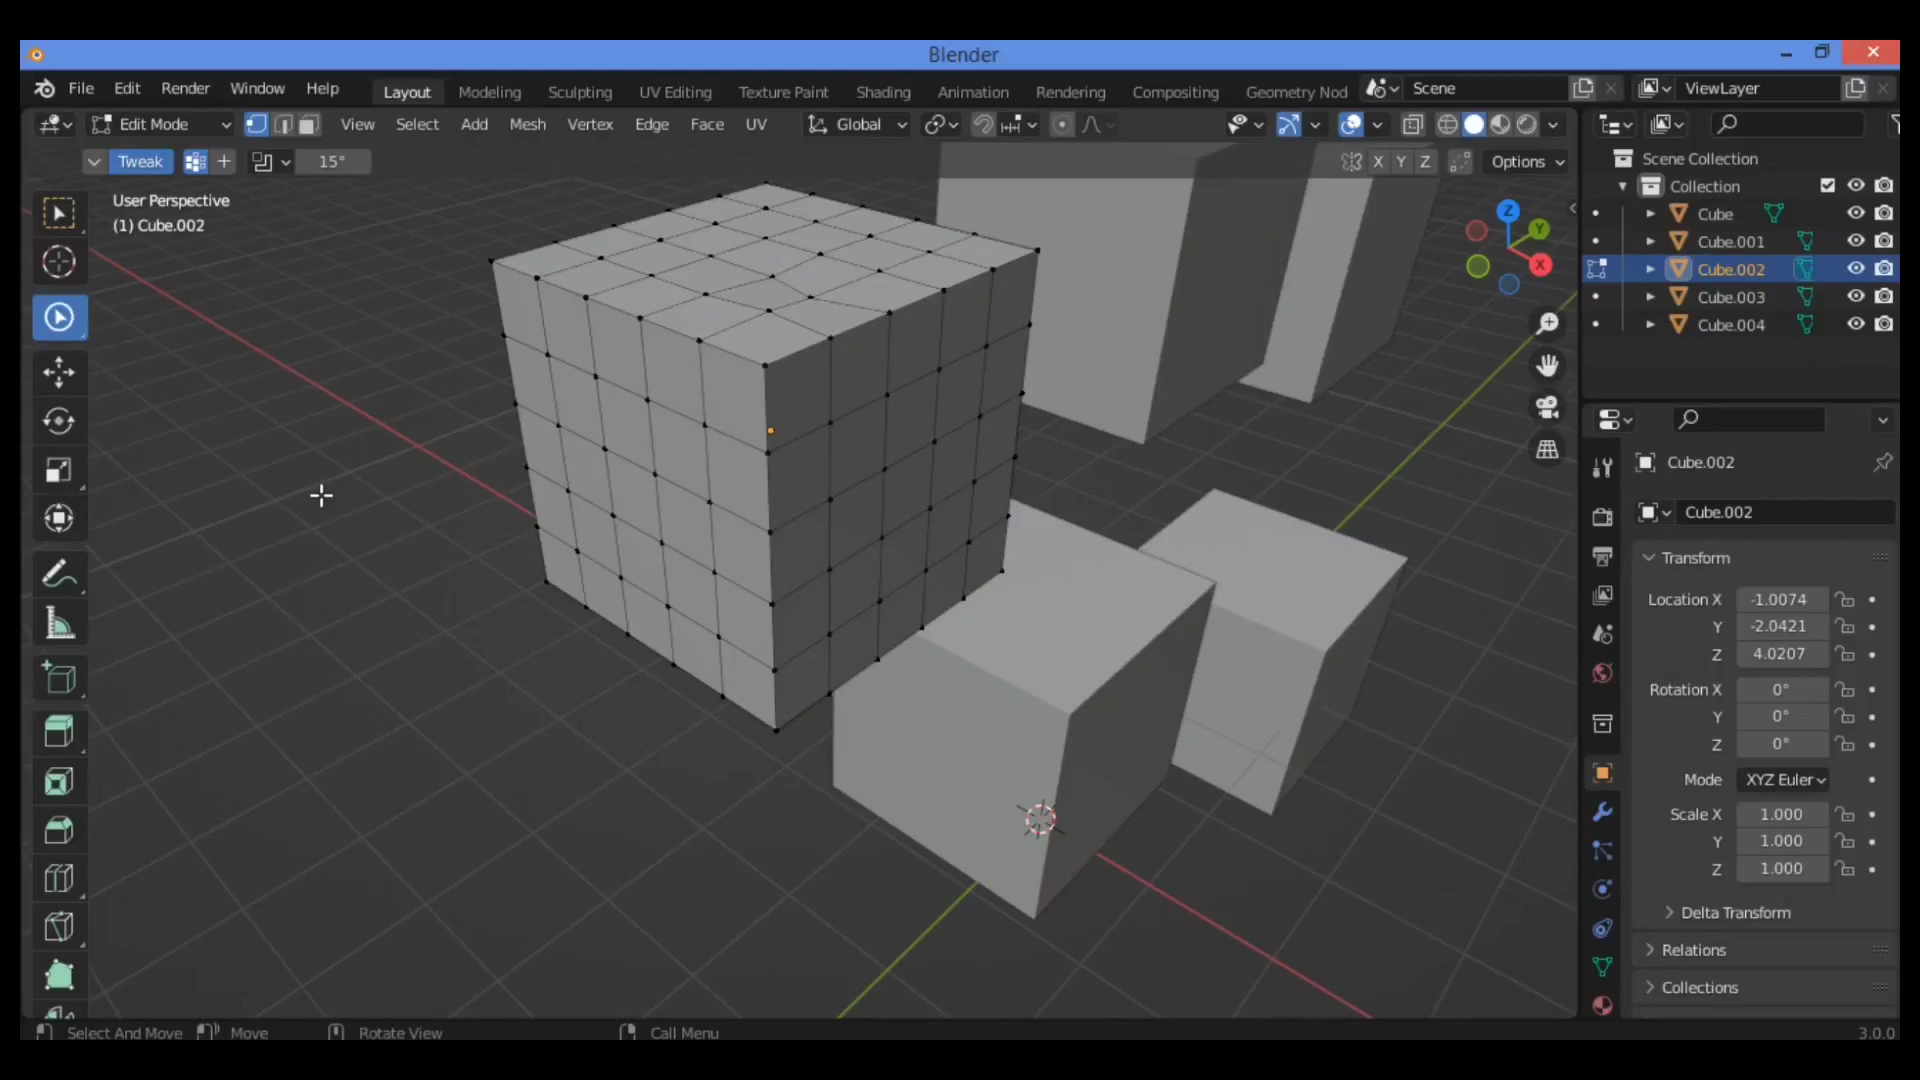 Blender
File Edit Render Window Help Layout Modeling Sculpting UV Editing Texture Paint Shading Animation Rendering Compositing Geometry Nod Scene ViewLayer
Edit Mode View Select Add Mesh Vertex Edge Face UV Global
Tweak 15° X Y Z Options
User Perspective
(1) Cube.002
Z
Y
X
Scene Collection
Collection
Cube
Cube.001
Cube.002
Cube.003
Cube.004
Cube.002
Cube.002
Transform
Location X -1.0074
Y -2.0421
Z 4.0207
Rotation X 0°
Y 0°
Z 0°
Mode XYZ Euler
Scale X 1.000
Y 1.000
Z 1.000
Delta Transform
Relations
Collections
Select And Move Move Rotate View Call Menu 3.0.0